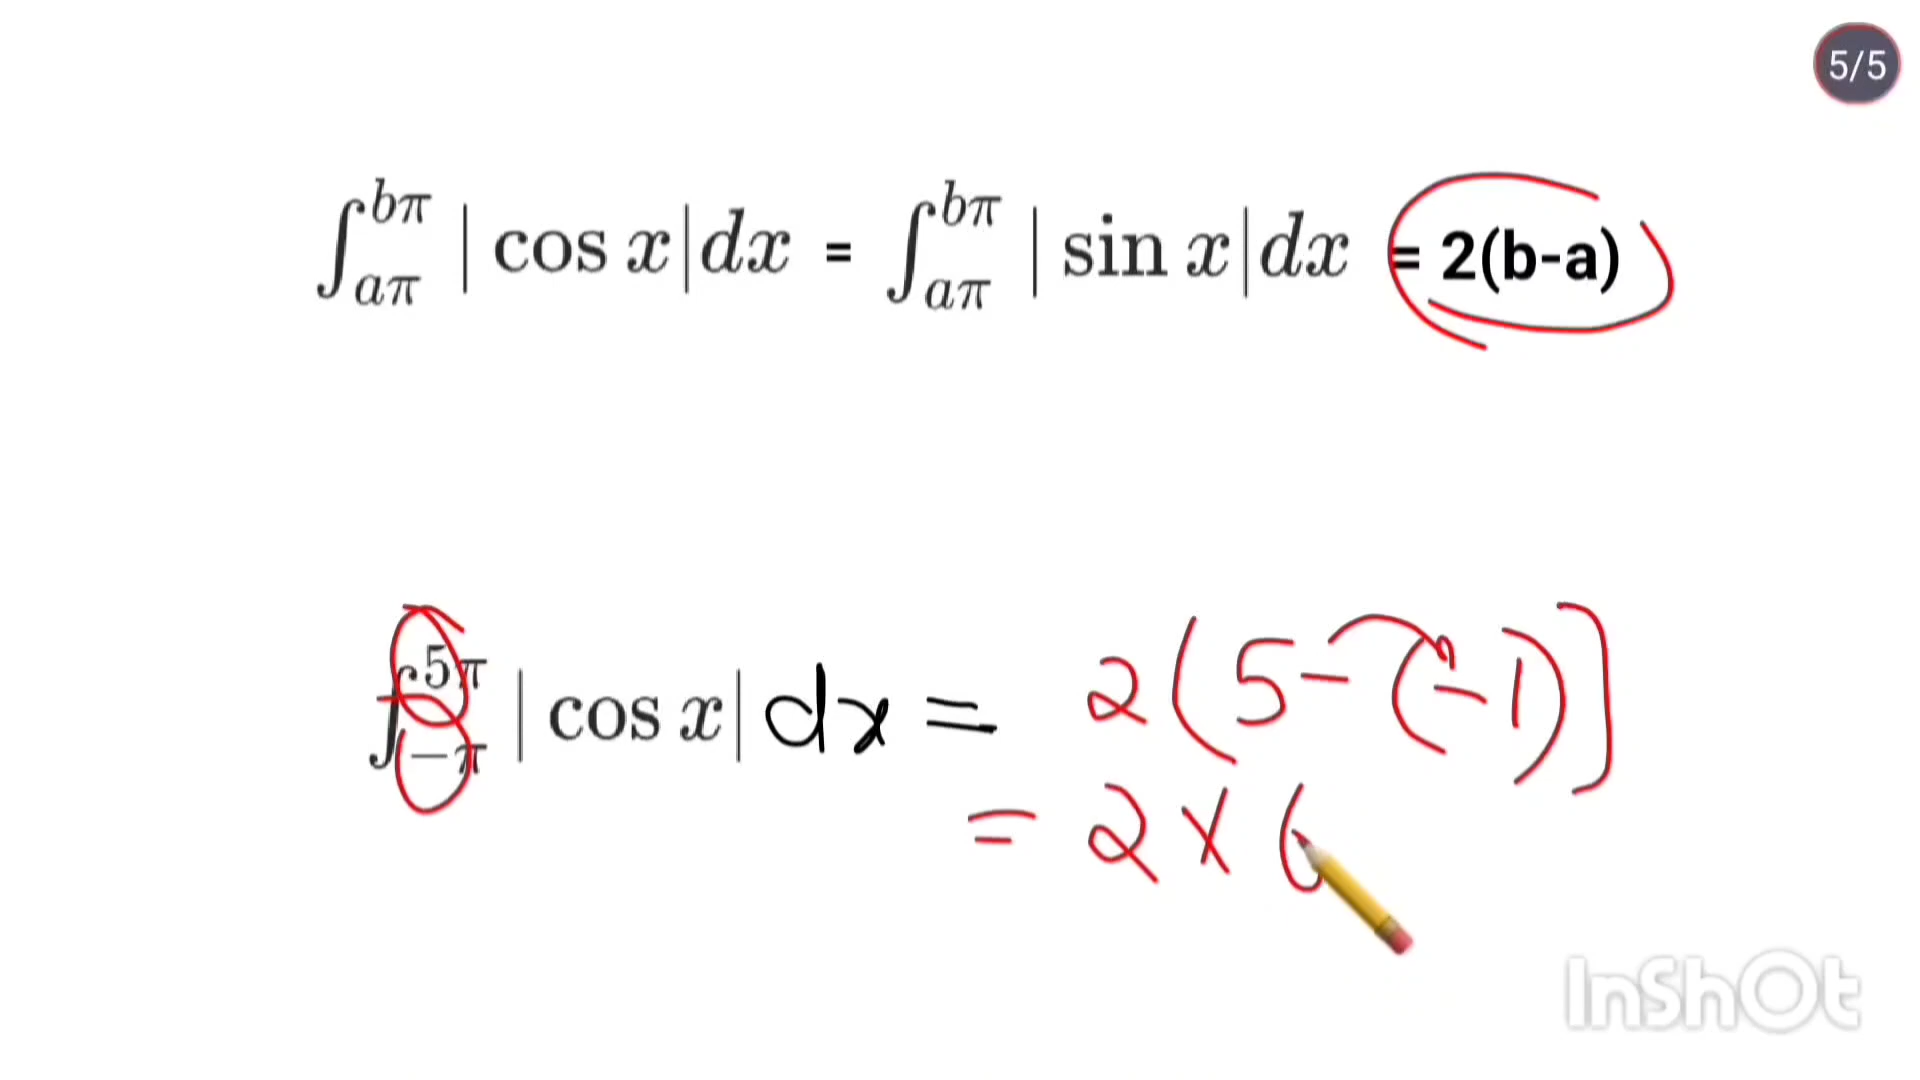 5/5
∫_{aπ}^{bπ} | cos x|dx = ∫_{aπ}^{bπ} | sin x|dx = 2(b-a)
∫_{-π}^{5π} | cos x| dx = 2(5-(-1)]
= 2 × 6
InShOt